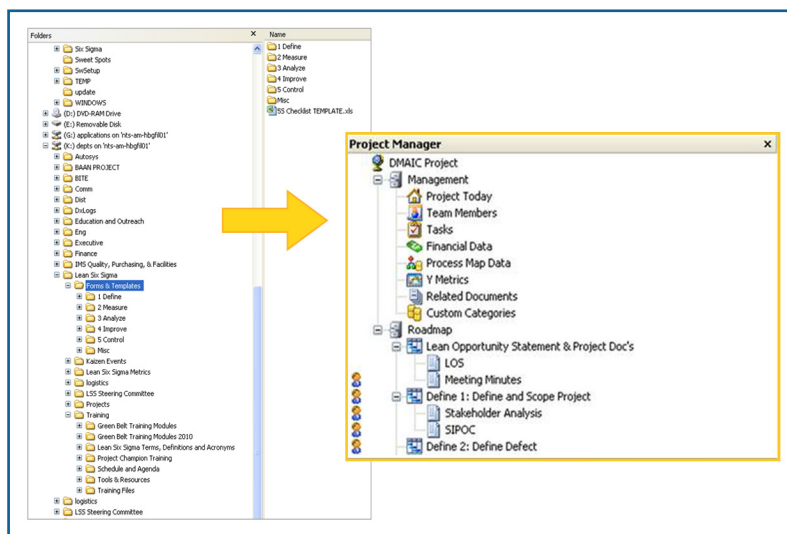 Folders
Six Sigma
Sweet Spots
SwSetup
TEMP
update
WINDOWS
(D:) DVD-RAM Drive
(E:) Removable Disk
(G:) applications on 'nts-am-hbgfil01'
(K:) depts on 'nts-am-hbgfil01'
Autosys
BAAN PROJECT
BITE
Comm
Dist
DxLogs
Education and Outreach
Eng
Executive
Finance
IMS Quality, Purchasing, & Facilities
Lean Six Sigma
Forms & Templates
1 Define
2 Measure
3 Analyze
4 Improve
5 Control
Misc
Kaizen Events
Lean Six Sigma Metrics
logistics
LSS Steering Committee
Projects
Training
Green Belt Training Modules
Green Belt Training Modules 2010
Lean Six Sigma Terms, Definitions and Acronyms
Project Champion Training
Schedule and Agenda
Tools & Resources
Training Files
logistics
LSS Steering Committee
Name
1 Define
2 Measure
3 Analyze
4 Improve
5 Control
Misc
5S Checklist TEMPLATE.xls
Project Manager
DMAIC Project
Management
Project Today
Team Members
Tasks
Financial Data
Process Map Data
Y Metrics
Related Documents
Custom Categories
Roadmap
Lean Opportunity Statement & Project Doc's
LOS
Meeting Minutes
Define 1: Define and Scope Project
Stakeholder Analysis
SIPOC
Define 2: Define Defect